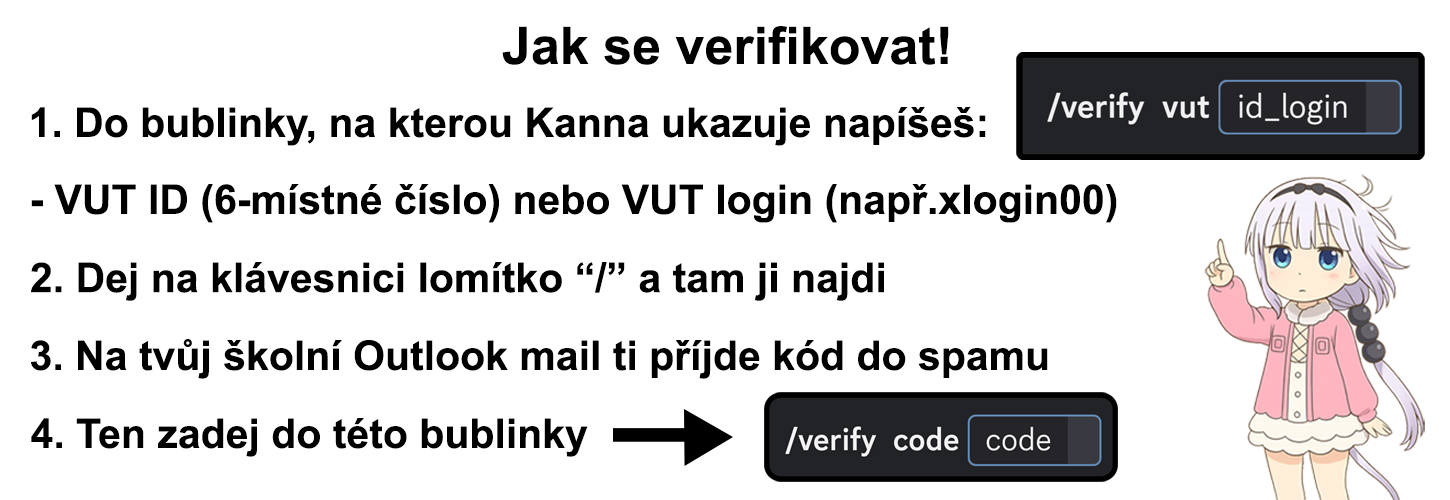 Jak se verifikovat!
1. Do bublinky, na kterou Kanna ukazuje napíšeš:
/verify vut id_login
- VUT ID (6-místné číslo) nebo VUT login (např.xlogin00)
2. Dej na klávesnici lomítko “/” a tam ji najdi
3. Na tvůj školní Outlook mail ti příjde kód do spamu
4. Ten zadej do této bublinky
/verify code code